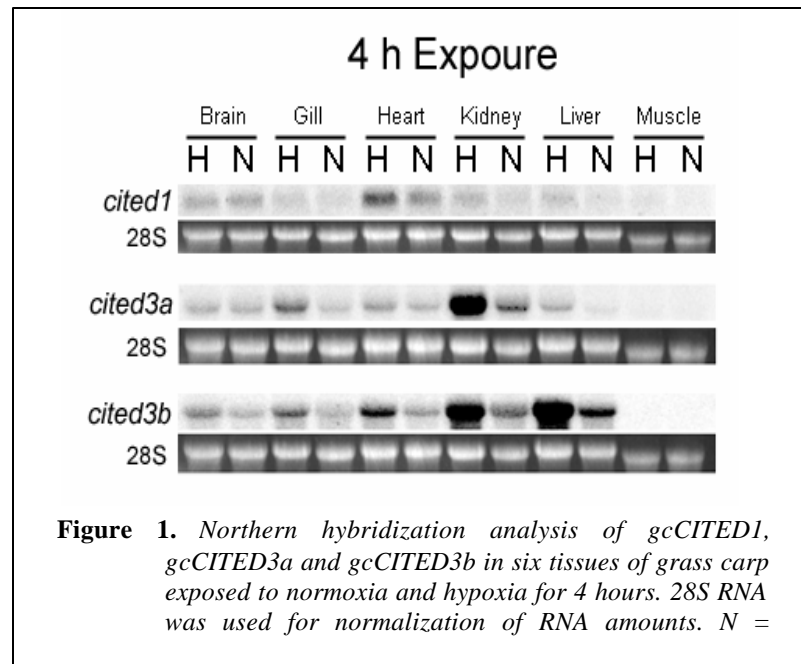 4 h Expoure
Brain Gill Heart Kidney Liver Muscle
H N H N H N H N H N H N
cited1
28S
cited3a
28S
cited3b
28S
Figure 1. Northern hybridization analysis of gcCITED1,
gcCITED3a and gcCITED3b in six tissues of grass carp
exposed to normoxia and hypoxia for 4 hours. 28S RNA
was used for normalization of RNA amounts. N =